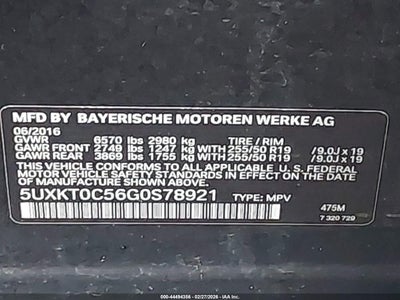 MFD BY BAYERISCHE MOTOREN WERKE AG
06/2016
GVWR 6570 lbs 2980 kg TIRE / RIM
GAWR FRONT 2749 lbs 1247 kg WITH 255/50 R19 /9.0J x 19
GAWR REAR 3869 lbs 1755 kg WITH 255/50 R19 /9.0J x 19
THIS VEHICLE CONFORMS TO ALL APPLICABLE U.S. FEDERAL
MOTOR VEHICLE SAFETY STANDARDS IN EFFECT ON THE
DATE OF MANUFACTURE SHOWN ABOVE.
5UXKT0C56G0S78921 TYPE: MPV
475M
7 320 729
000-44494356 - 02/27/2026 - IAA Inc.